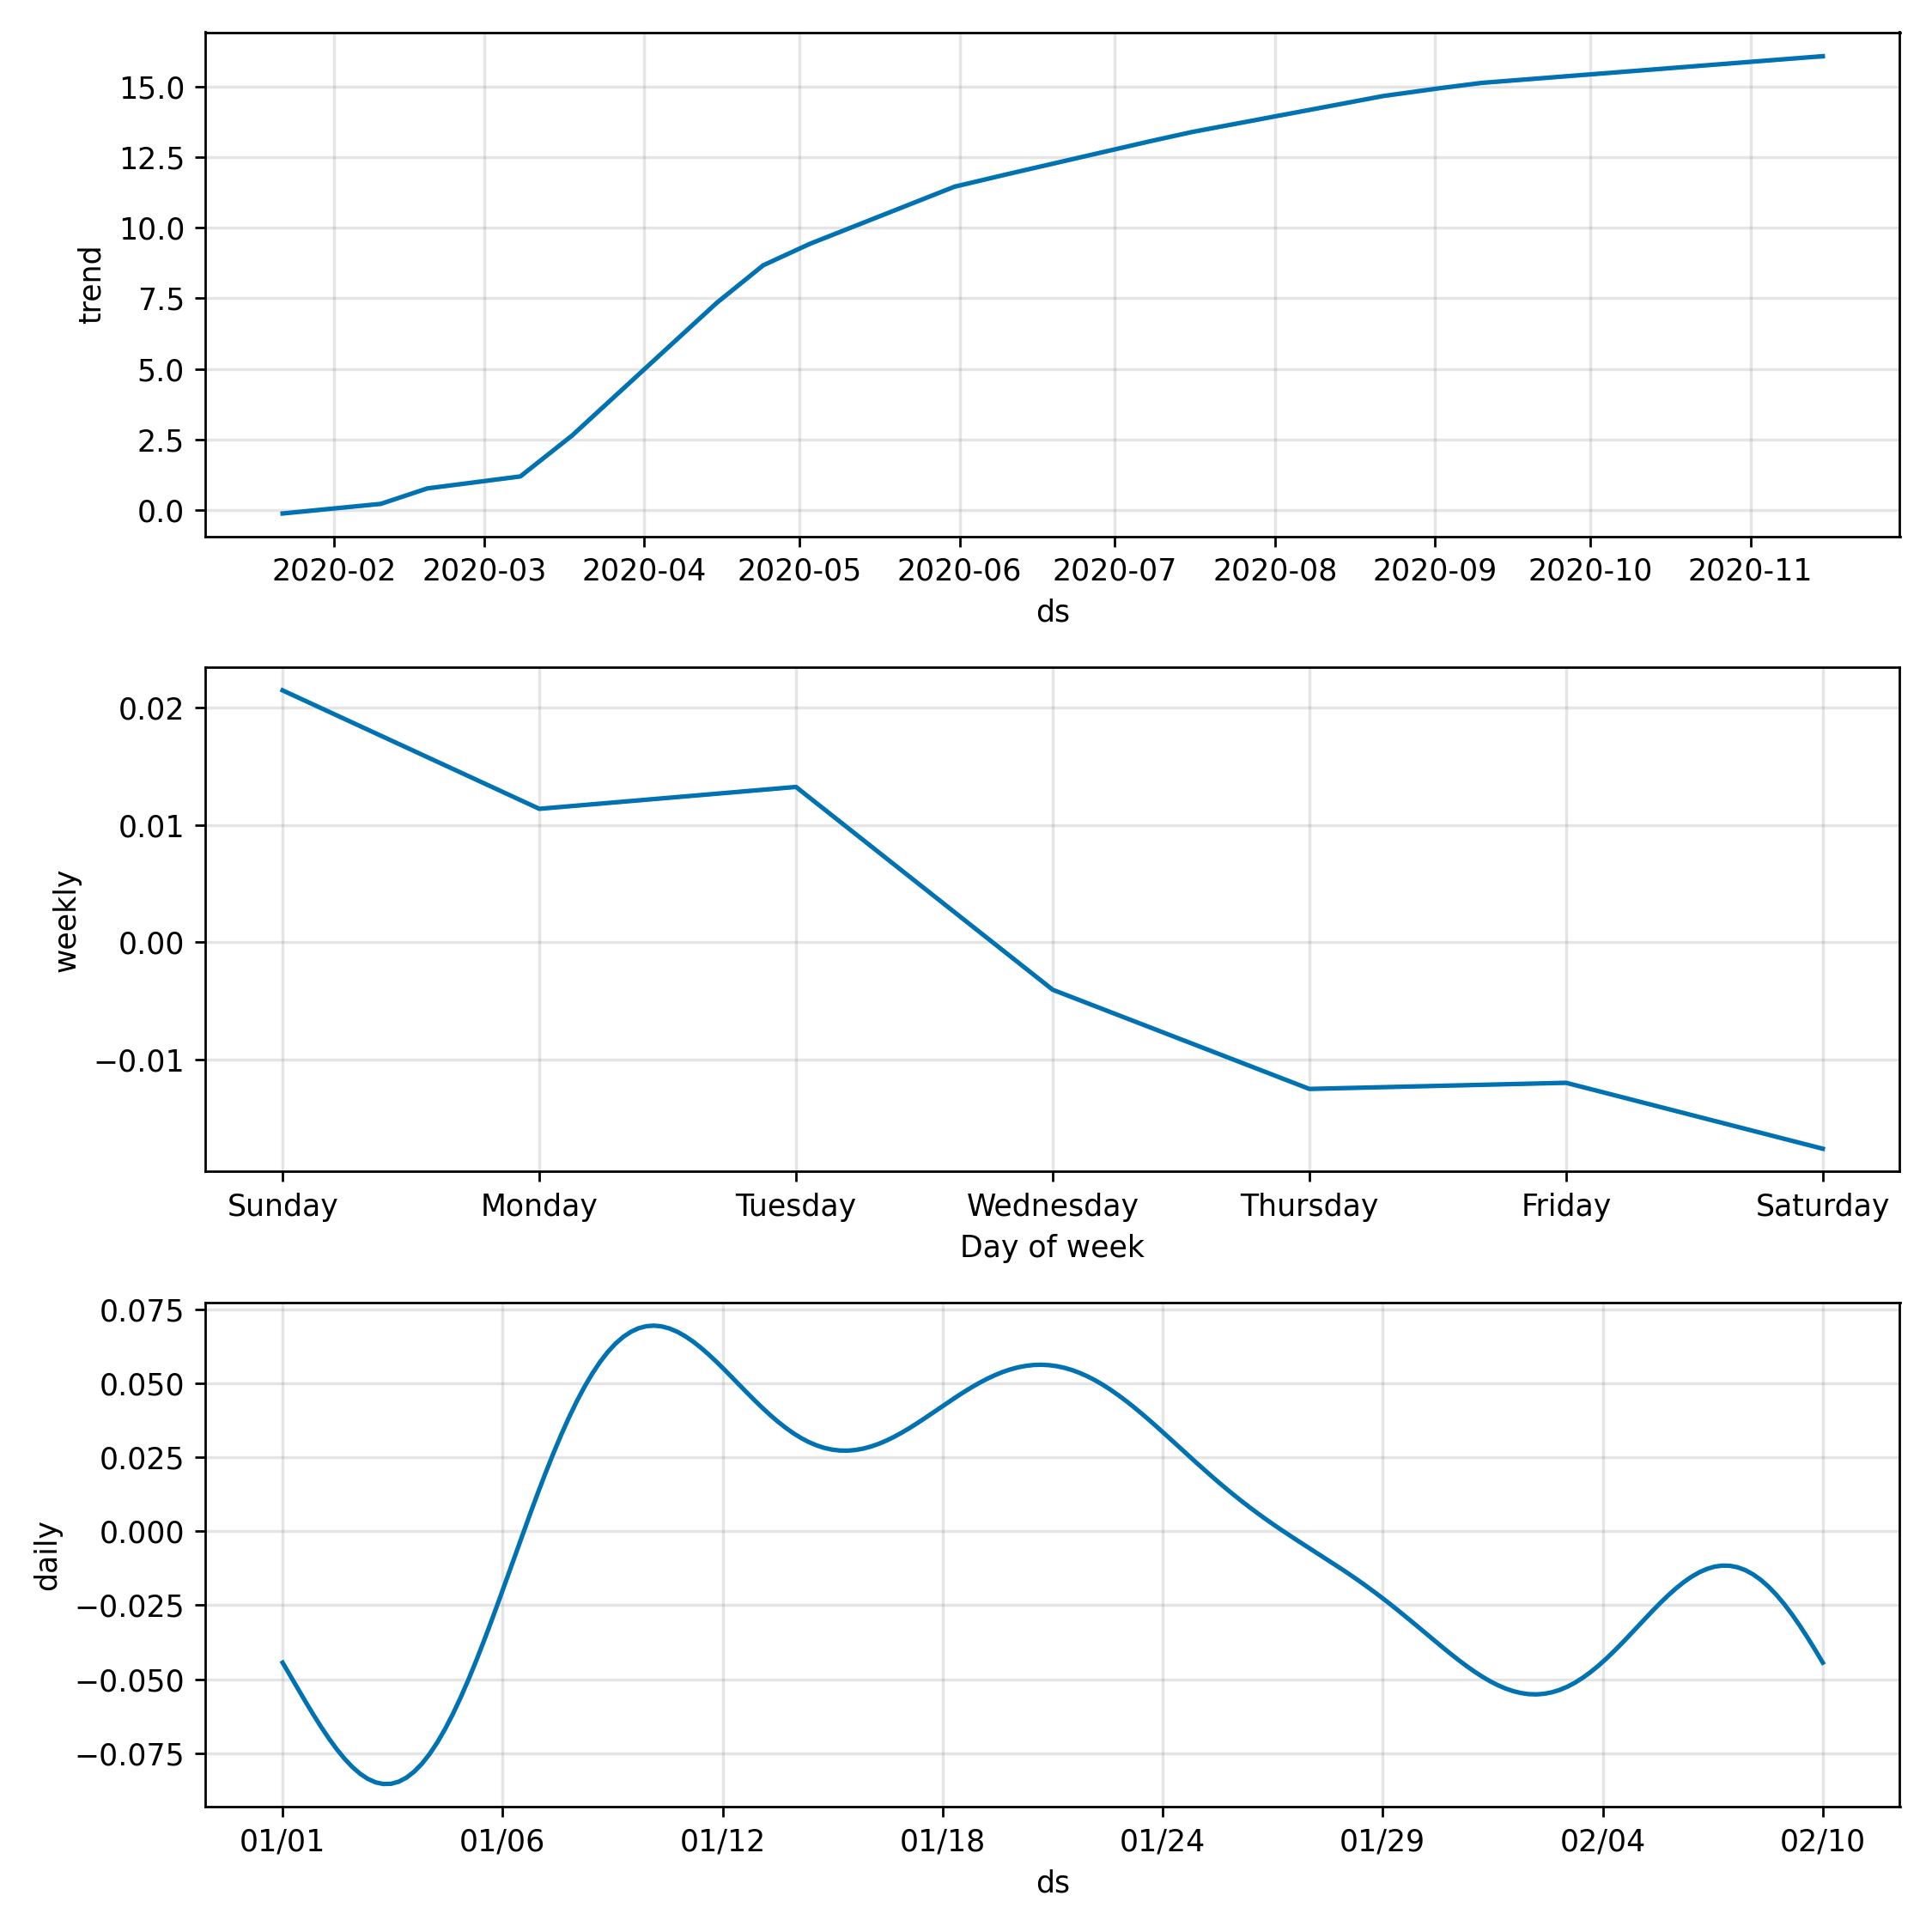 15.0
12.5
10.0
7.5
5.0
2.5
0.0
trend
2020-02 2020-03 2020-04 2020-05 2020-06 2020-07 2020-08 2020-09 2020-10 2020-11
ds
0.02
0.01
0.00
−0.01
weekly
Sunday Monday Tuesday Wednesday Thursday Friday Saturday
Day of week
0.075
0.050
0.025
0.000
−0.025
−0.050
−0.075
daily
01/01 01/06 01/12 01/18 01/24 01/29 02/04 02/10
ds